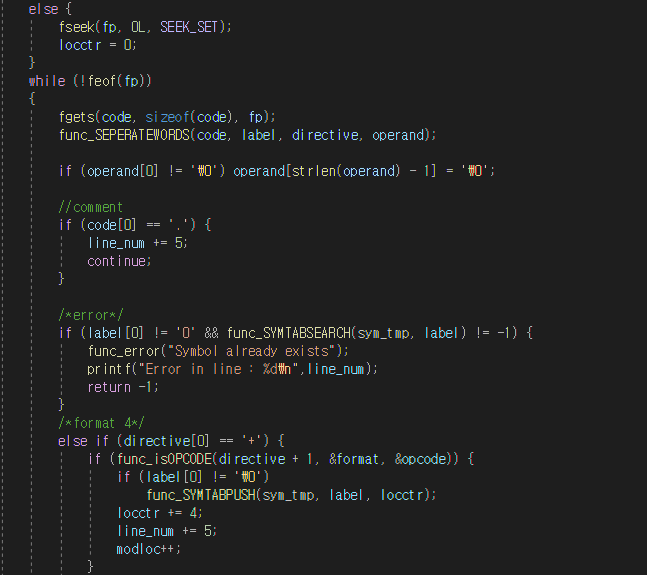 else {
fseek(fp, 0L, SEEK_SET);
locctr = 0;
}
while (!feof(fp))
{
fgets(code, sizeof(code), fp);
func_SEPERATEWORDS(code, label, directive, operand);
if (operand[0] != '₩0') operand[strlen(operand) - 1] = '₩0';
//comment
if (code[0] == '.') {
line_num += 5;
continue;
}
/*error*/
if (label[0] != '0' && func_SYMTABSEARCH(sym_tmp, label) != -1) {
func_error("Symbol already exists");
printf("Error in line : %d₩n",line_num);
return -1;
}
/*format 4*/
else if (directive[0] == '+') {
if (func_isOPCODE(directive + 1, &format, &opcode)) {
if (label[0] != '₩0')
func_SYMTABPUSH(sym_tmp, label, locctr);
locctr += 4;
line_num += 5;
modloc++;
}